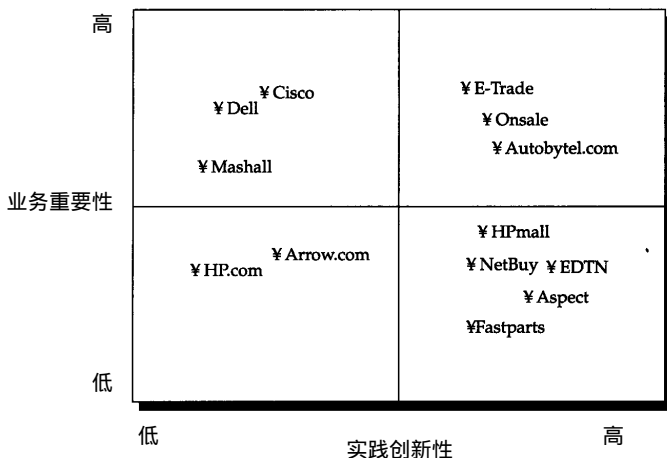 高
¥ Cisco
¥ E-Trade
¥ Dell
¥ Onsale
¥ Autobytel.com
¥ Mashall
业务重要性
¥ HPmall
¥ Arrow.com
¥ NetBuy ¥ EDTN
¥ HP.com
¥ Aspect
¥Fastparts
低
低
高
实践创新性